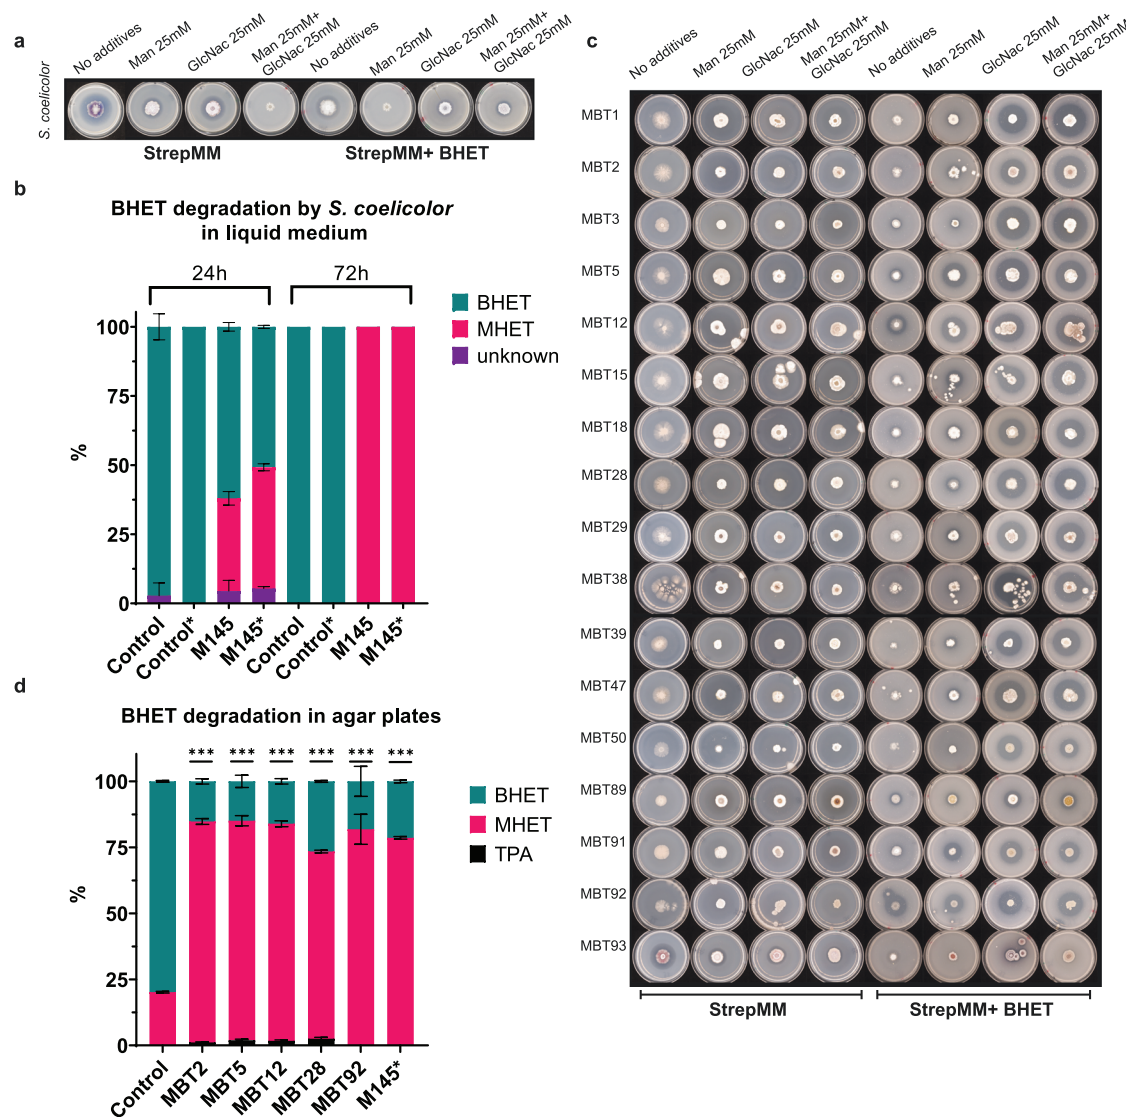 a
No additives
Man 25mM
GlcNac 25mM
Man 25mM+
GlcNac 25mM
No additives
Man 25mM
GlcNac 25mM
Man 25mM+
GlcNac 25mM
S. coelicolor
StrepMM
StrepMM+ BHET
b
BHET degradation by S. coelicolor
in liquid medium
24h
72h
BHET
MHET
unknown
100
75
50
25
0
%
Control
Control*
M145
M145*
Control
Control*
M145
M145*
c
No additives
Man 25mM
GlcNac 25mM
Man 25mM+
GlcNac 25mM
No additives
Man 25mM
GlcNac 25mM
Man 25mM+
GlcNac 25mM
MBT1
MBT2
MBT3
MBT5
MBT12
MBT15
MBT18
MBT28
MBT29
MBT38
MBT39
MBT47
MBT50
MBT89
MBT91
MBT92
MBT93
StrepMM
StrepMM+ BHET
d
BHET degradation in agar plates
*** *** *** *** *** ***
BHET
MHET
TPA
100
75
50
25
0
%
Control
MBT2
MBT5
MBT12
MBT28
MBT92
M145*